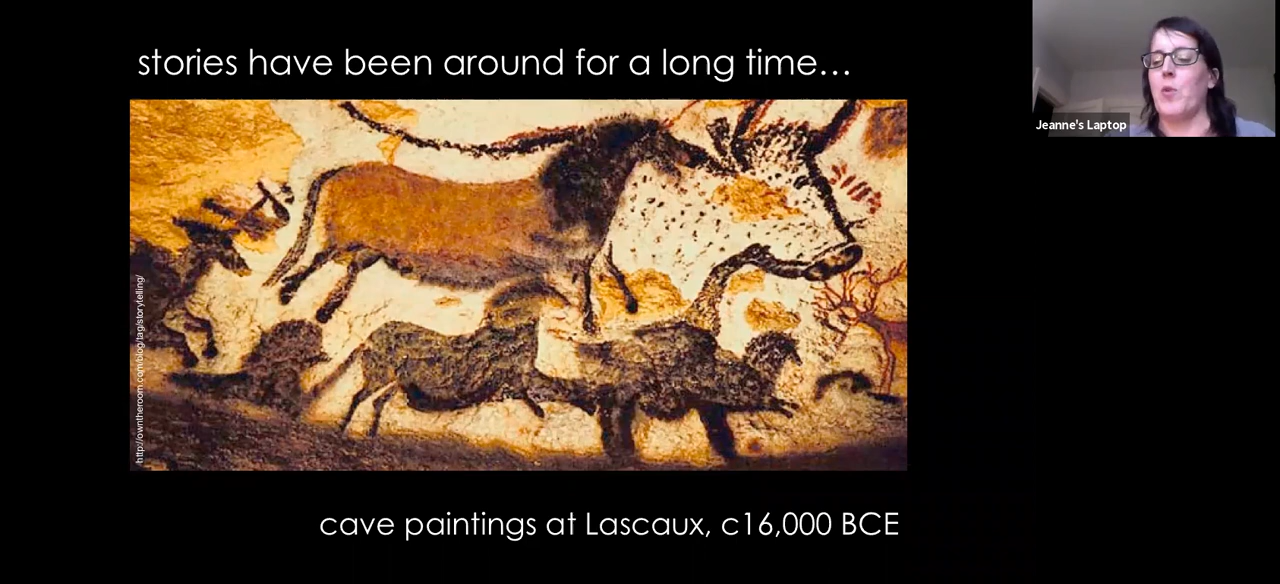 stories have been around for a long time...
Jeanne's Laptop
http://owntheroom.com/blog/tag/storytelling/
cave paintings at Lascaux, c16,000 BCE